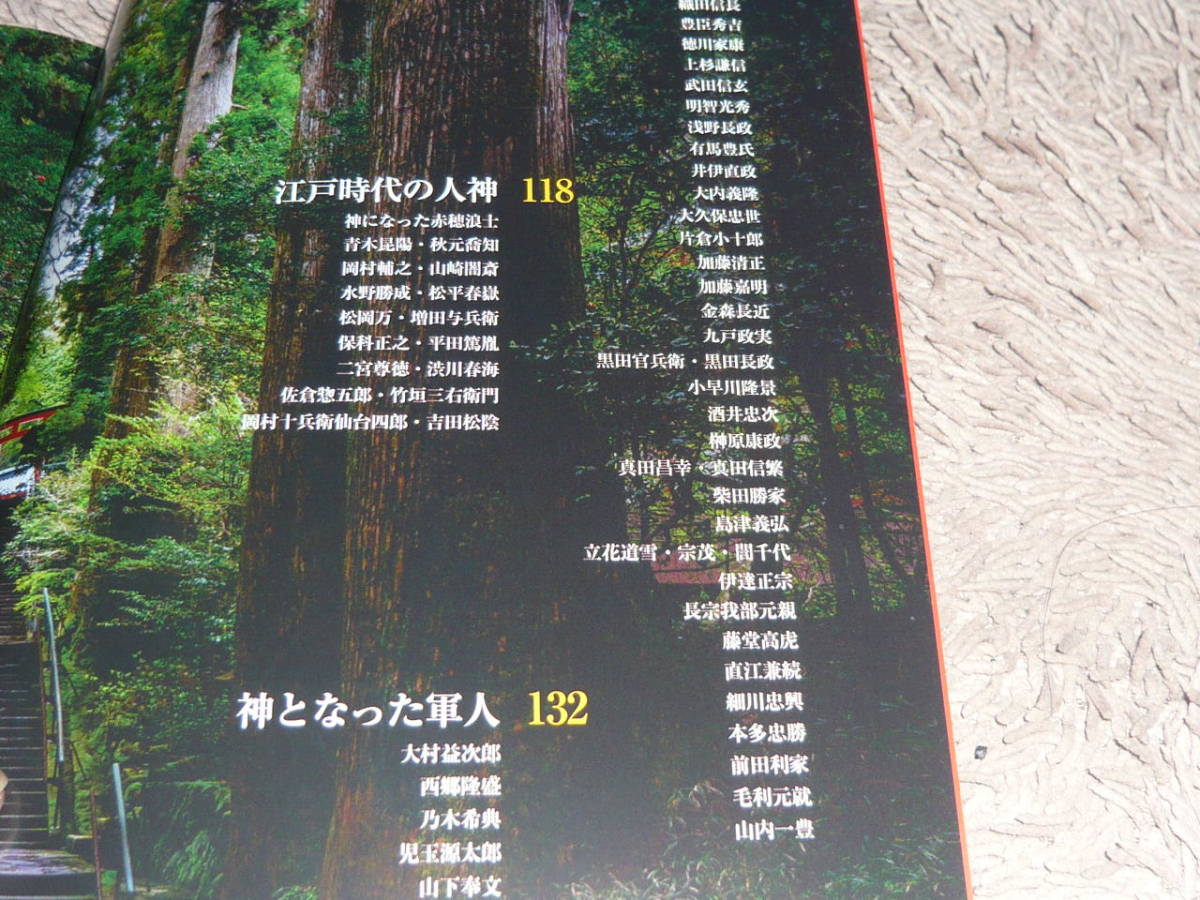 江戸時代の人神 118
神になった赤穂浪士
青木昆陽・秋元喬知
岡村輔之・山崎闇斎
水野勝成・松平春嶽
松岡万・増田与兵衛
保科正之・平田篤胤
二宮尊徳・渋川春海
佐倉惣五郎・竹垣三右衛門
岡村十兵衛仙台四郎・吉田松陰
神となった軍人 132
大村益次郎
西郷隆盛
乃木希典
児玉源太郎
山下奉文
織田信長
豊臣秀吉
徳川家康
上杉謙信
武田信玄
明智光秀
浅野長政
有馬豊氏
井伊直政
大内義隆
大久保忠世
片倉小十郎
加藤清正
加藤嘉明
金森長近
九戸政実
黒田官兵衛・黒田長政
小早川隆景
酒井忠次
榊原康政
真田昌幸・真田信繁
柴田勝家
島津義弘
立花道雪・宗茂・誾千代
伊達正宗
長宗我部元親
藤堂高虎
直江兼続
細川忠興
本多忠勝
前田利家
毛利元就
山内一豊